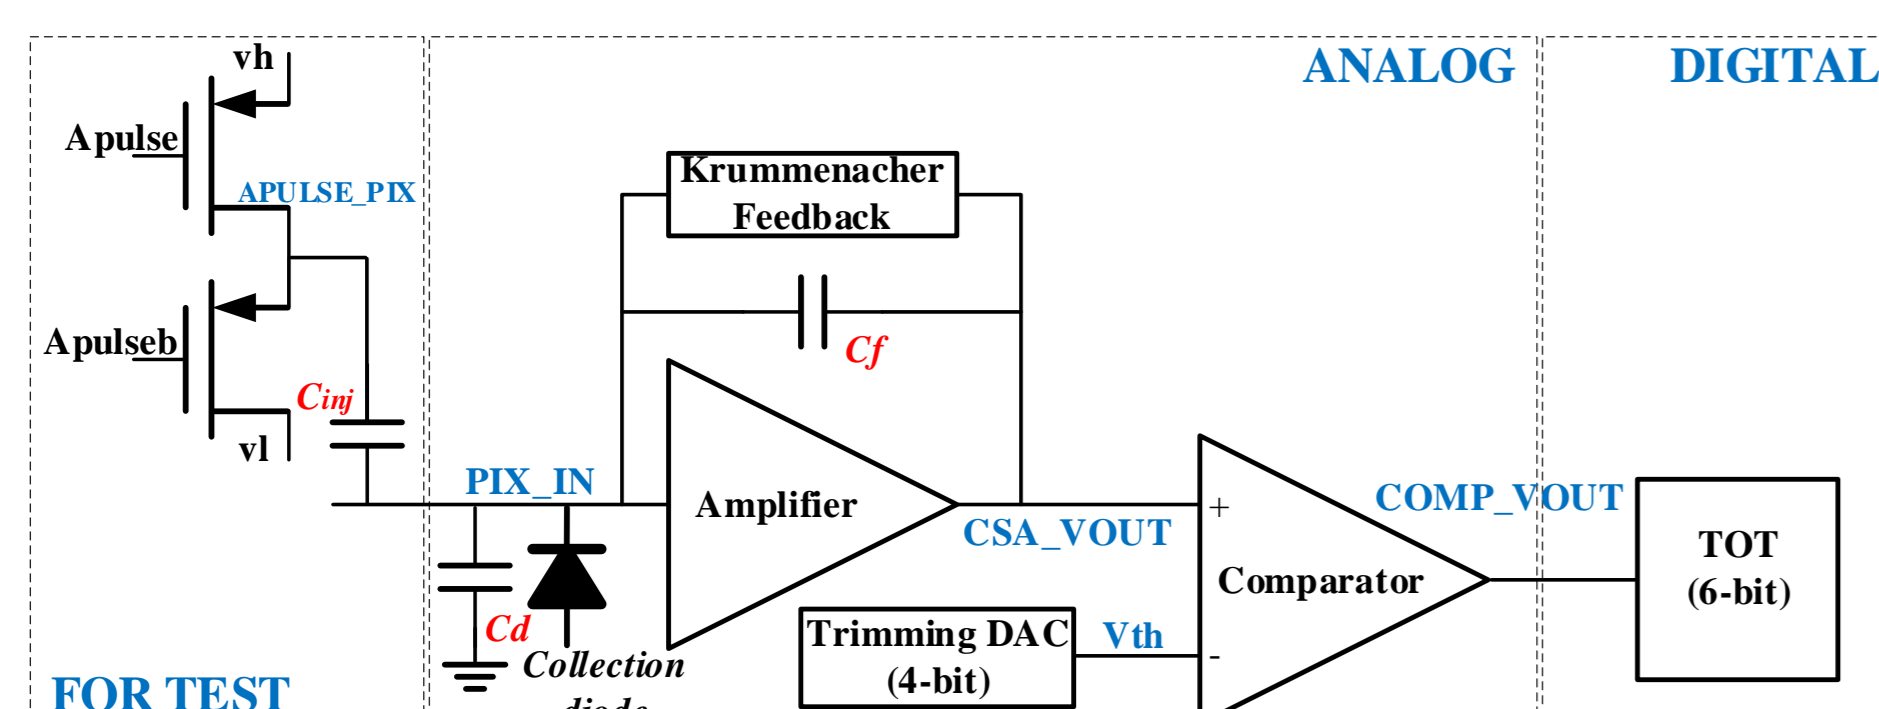 vh
ANALOG
DIGITAL
Apulse
Krummenacher
Feedback
APULSE_PIX
Apulseb
Cf
Cinj
vl
PIX_IN
Amplifier
CSA_VOUT
+
COMP_VOUT
TOT
(6-bit)
Comparator
Cd
Trimming DAC
(4-bit)
Vth
-
Collection
diode
FOR TEST